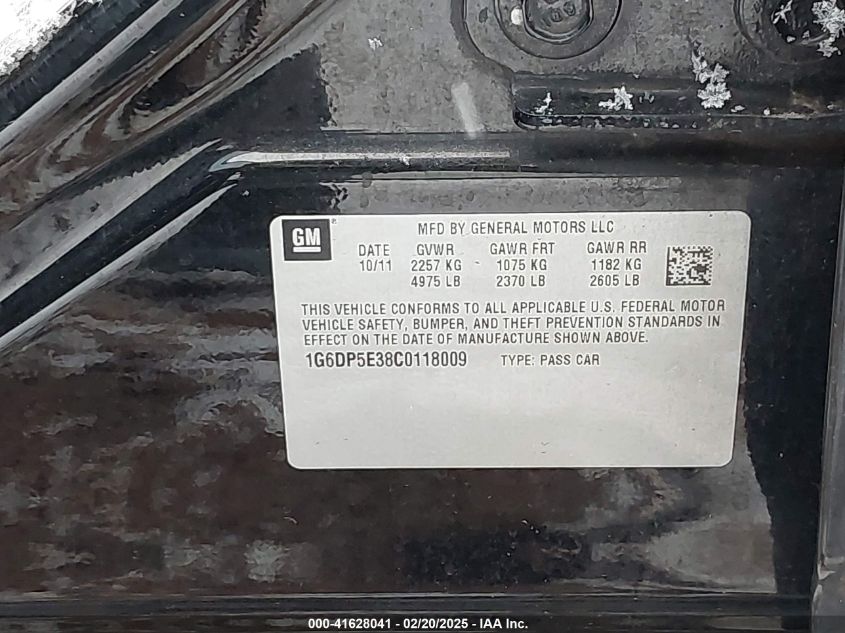 GM
MFD BY GENERAL MOTORS LLC
DATE GVWR GAWR FRT GAWR RR
10/11 2257 KG 1075 KG 1182 KG
4975 LB 2370 LB 2605 LB
THIS VEHICLE CONFORMS TO ALL APPLICABLE U.S. FEDERAL MOTOR
VEHICLE SAFETY, BUMPER, AND THEFT PREVENTION STANDARDS IN
EFFECT ON THE DATE OF MANUFACTURE SHOWN ABOVE.
1G6DP5E38C0118009 TYPE: PASS CAR
000-41628041 / 02/20/2025 / © IAA Inc.